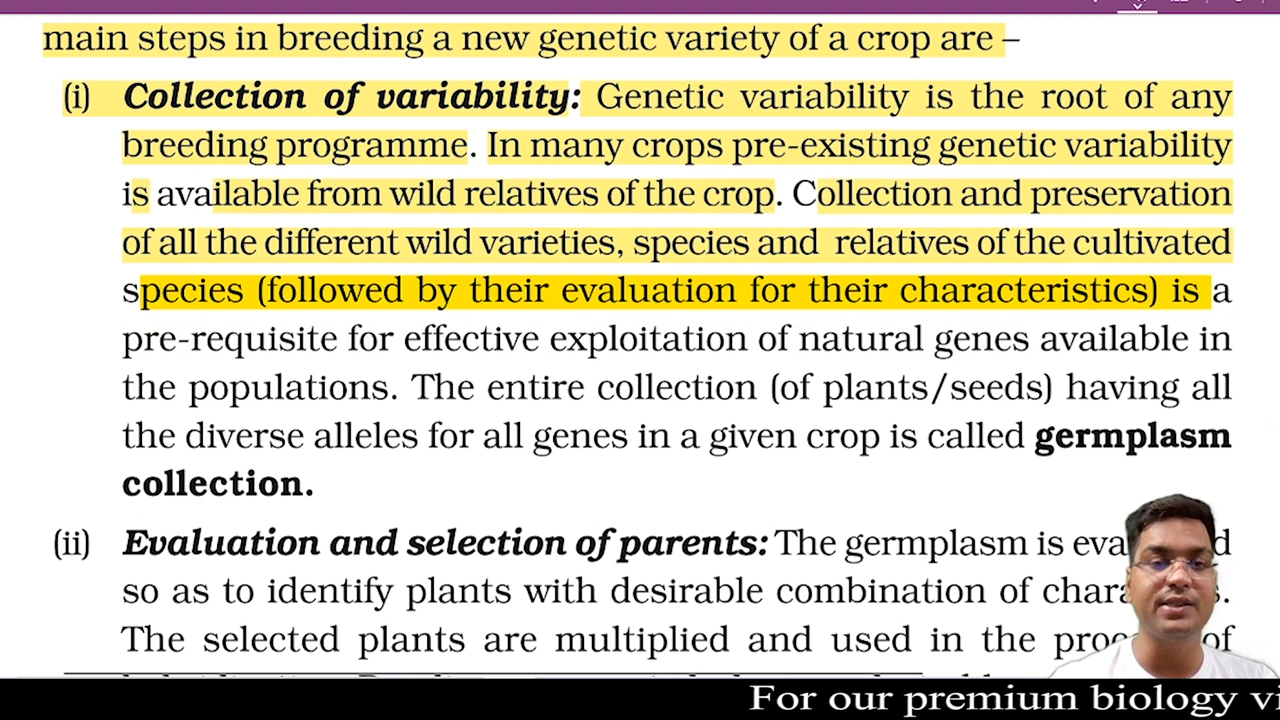 main steps in breeding a new genetic variety of a crop are –
(i) Collection of variability: Genetic variability is the root of any
breeding programme. In many crops pre-existing genetic variability
is available from wild relatives of the crop. Collection and preservation
of all the different wild varieties, species and relatives of the cultivated
species (followed by their evaluation for their characteristics) is a
pre-requisite for effective exploitation of natural genes available in
the populations. The entire collection (of plants/seeds) having all
the diverse alleles for all genes in a given crop is called germplasm
collection.
(ii) Evaluation and selection of parents: The germplasm is
so as to identify plants with desirable combination of
The selected plants are multiplied and used in the of
For our premium biology